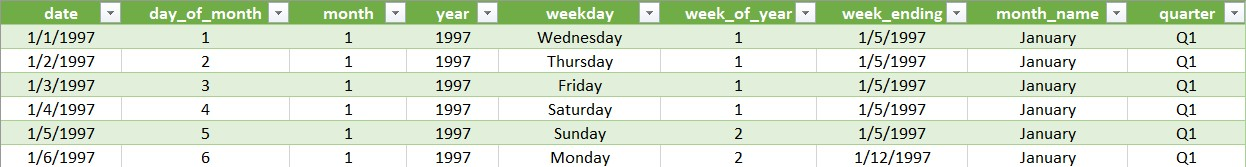 date day_of_month month year weekday week_of_year week_ending month_name quarter
1/1/1997 1 1 1997 Wednesday 1 1/5/1997 January Q1
1/2/1997 2 1 1997 Thursday 1 1/5/1997 January Q1
1/3/1997 3 1 1997 Friday 1 1/5/1997 January Q1
1/4/1997 4 1 1997 Saturday 1 1/5/1997 January Q1
1/5/1997 5 1 1997 Sunday 2 1/5/1997 January Q1
1/6/1997 6 1 1997 Monday 2 1/12/1997 January Q1